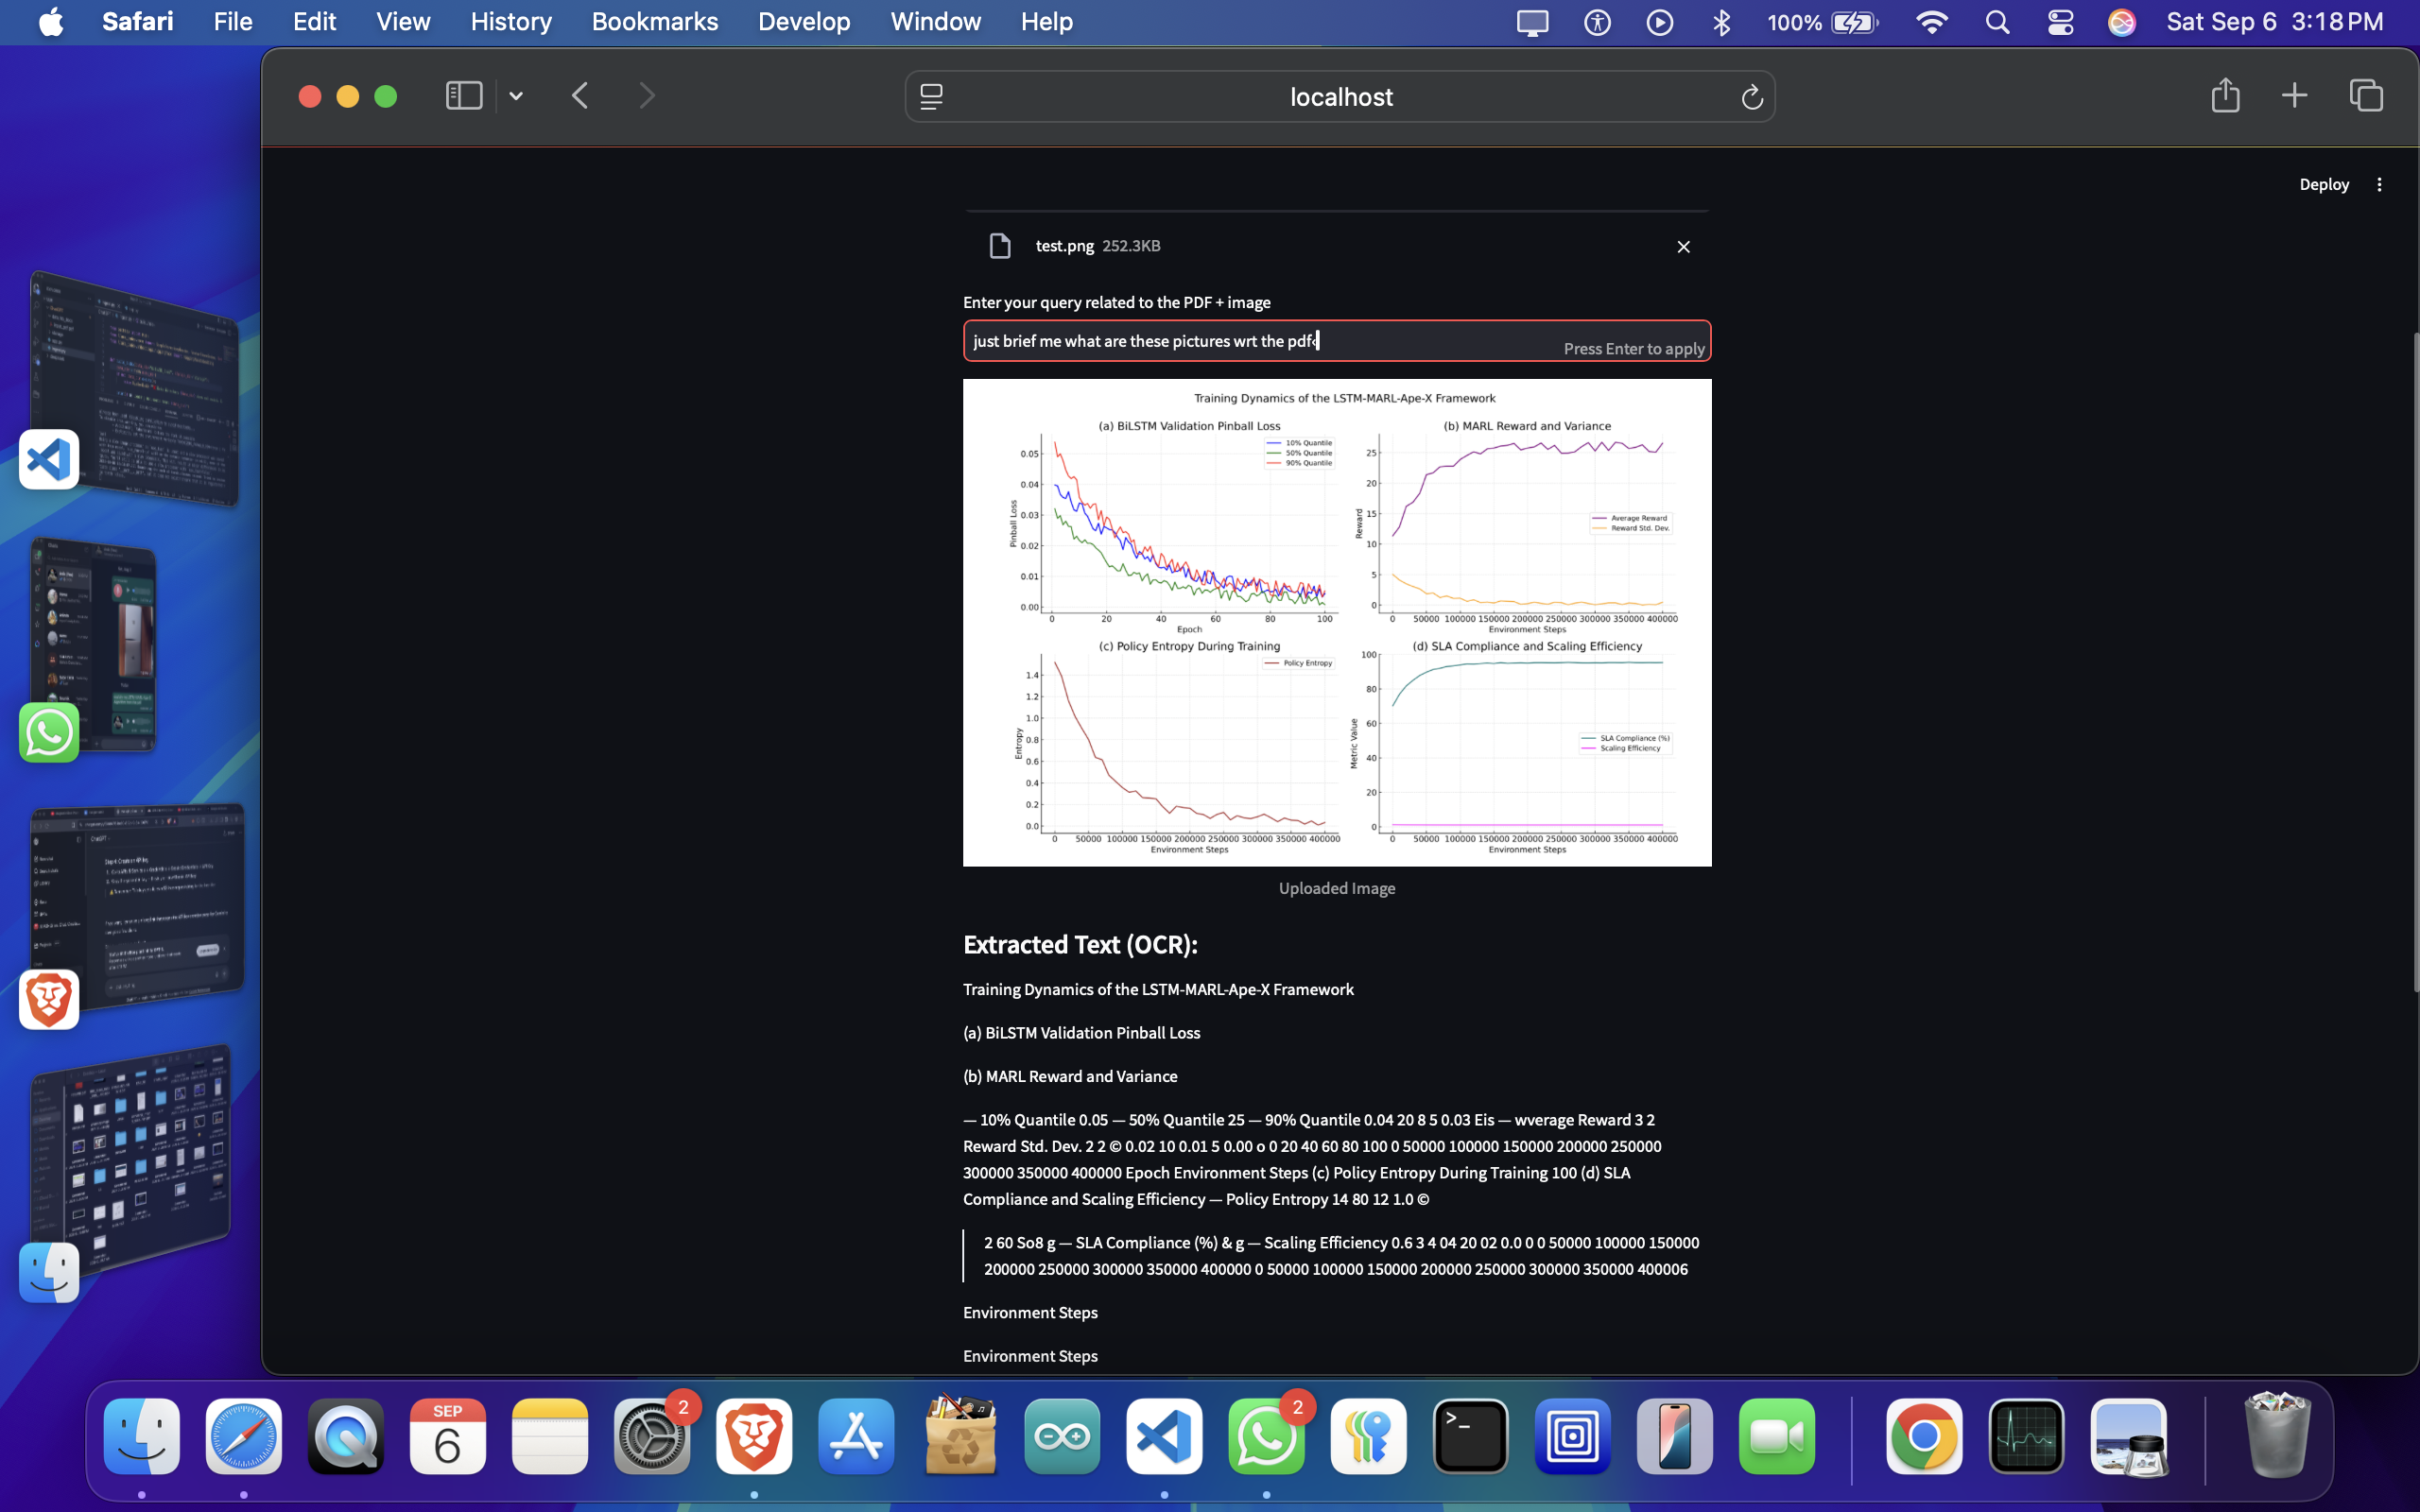 Safari File Edit View History Bookmarks Develop Window Help 100% Sat Sep 6 3:18 PM
localhost
Deploy
test.png 252.3KB
Enter your query related to the PDF + image
just brief me what are these pictures wrt the pdf
Press Enter to apply
Training Dynamics of the LSTM-MARL-Ape-X Framework
(a) BiLSTM Validation Pinball Loss
10% Quantile
50% Quantile
90% Quantile
0.05
0.04
0.03
0.02
0.01
0.00
Pinball Loss
0 20 40 60 80 100
Epoch
(b) MARL Reward and Variance
25
20
15
10
5
0
Reward
Average Reward
Reward Std. Dev.
0 50000 100000 150000 200000 250000 300000 350000 400000
Environment Steps
(c) Policy Entropy During Training
Policy Entropy
1.4
1.2
1.0
0.8
0.6
0.4
0.2
0.0
Entropy
0 50000 100000 150000 200000 250000 300000 350000 400000
Environment Steps
(d) SLA Compliance and Scaling Efficiency
100
80
60
40
20
0
Metric Value
SLA Compliance (%)
Scaling Efficiency
0 50000 100000 150000 200000 250000 300000 350000 400000
Environment Steps
Uploaded Image
Extracted Text (OCR):
Training Dynamics of the LSTM-MARL-Ape-X Framework
(a) BiLSTM Validation Pinball Loss
(b) MARL Reward and Variance
— 10% Quantile 0.05 — 50% Quantile 25 — 90% Quantile 0.04 20 8 5 0.03 Eis — wverage Reward 3 2
Reward Std. Dev. 2 2 © 0.02 10 0.01 5 0.00 o 0 20 40 60 80 100 0 50000 100000 150000 200000 250000
300000 350000 400000 Epoch Environment Steps (c) Policy Entropy During Training 100 (d) SLA
Compliance and Scaling Efficiency — Policy Entropy 14 80 12 1.0 ©
2 60 So8 g — SLA Compliance (%) & g — Scaling Efficiency 0.6 3 4 04 20 02 0.0 0 0 50000 100000 150000
200000 250000 300000 350000 400000 0 50000 100000 150000 200000 250000 300000 350000 400006
Environment Steps
Environment Steps
SEP
6
2
2